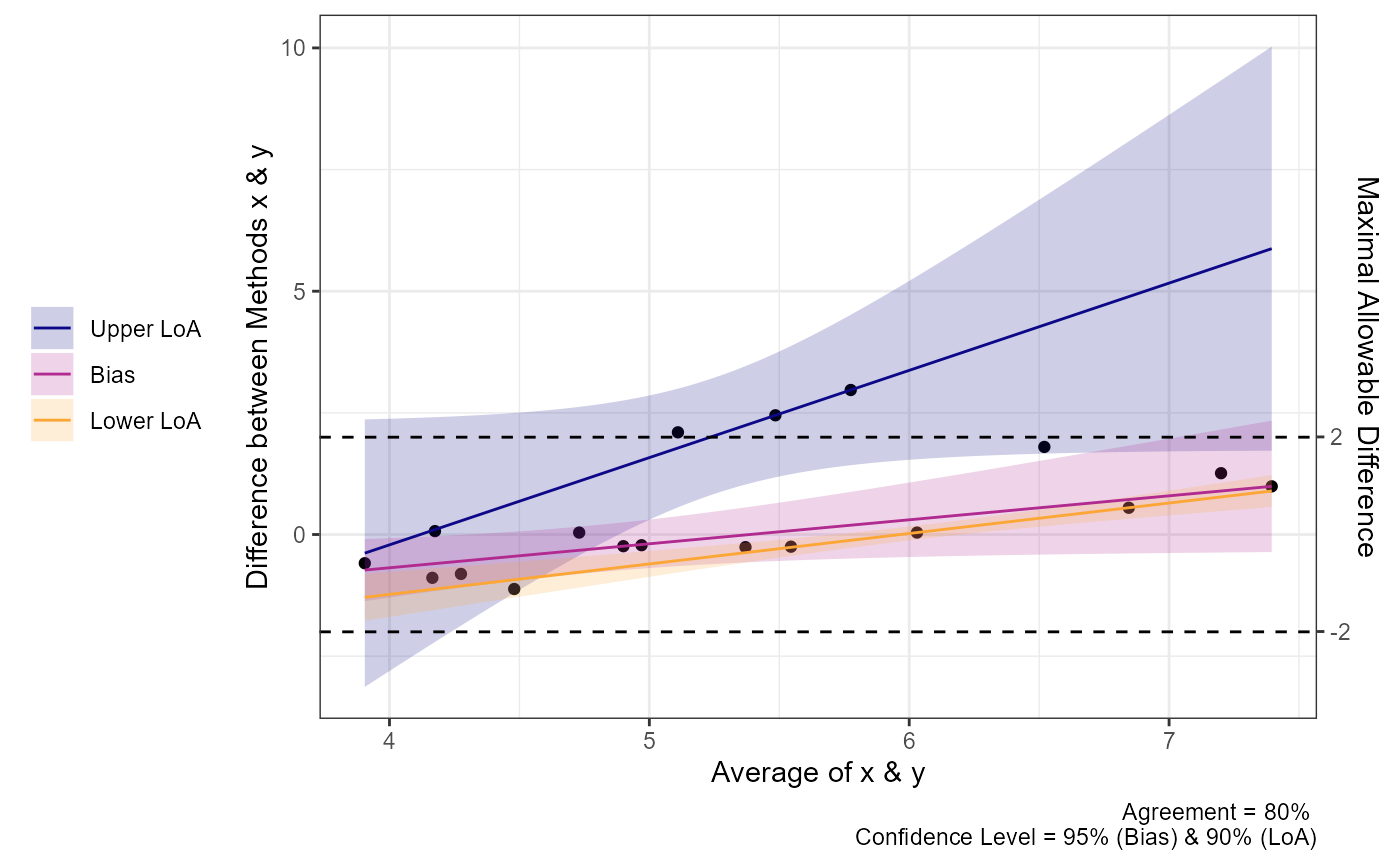 Upper LoA
Bias
Lower LoA
Difference between Methods x & y
10
5
0
4
5
6
7
Average of x & y
2
-2
Maximal Allowable Difference
Agreement = 80%
Confidence Level = 95% (Bias) & 90% (LoA)